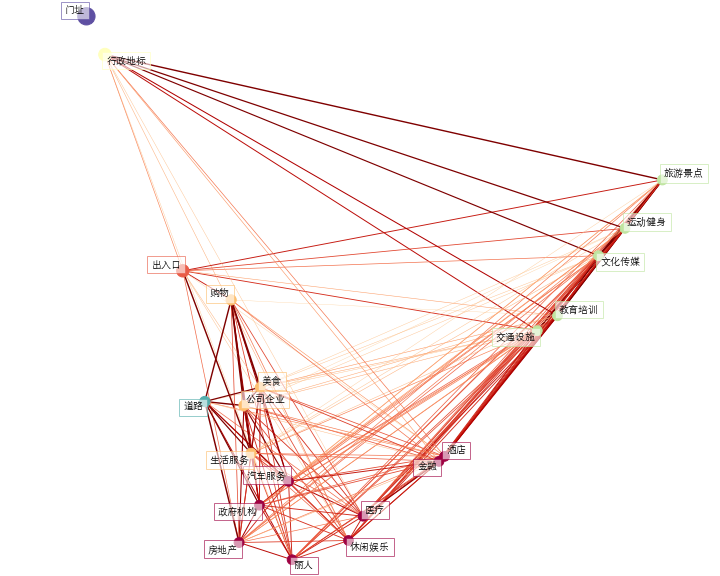 门址
行政地标
旅游景点
运动健身
文化传媒
出入口
购物
教育培训
交通设施
美食
公司企业
道路
酒店
生活服务
金融
汽车服务
政府机构
医疗
房地产
休闲娱乐
丽人